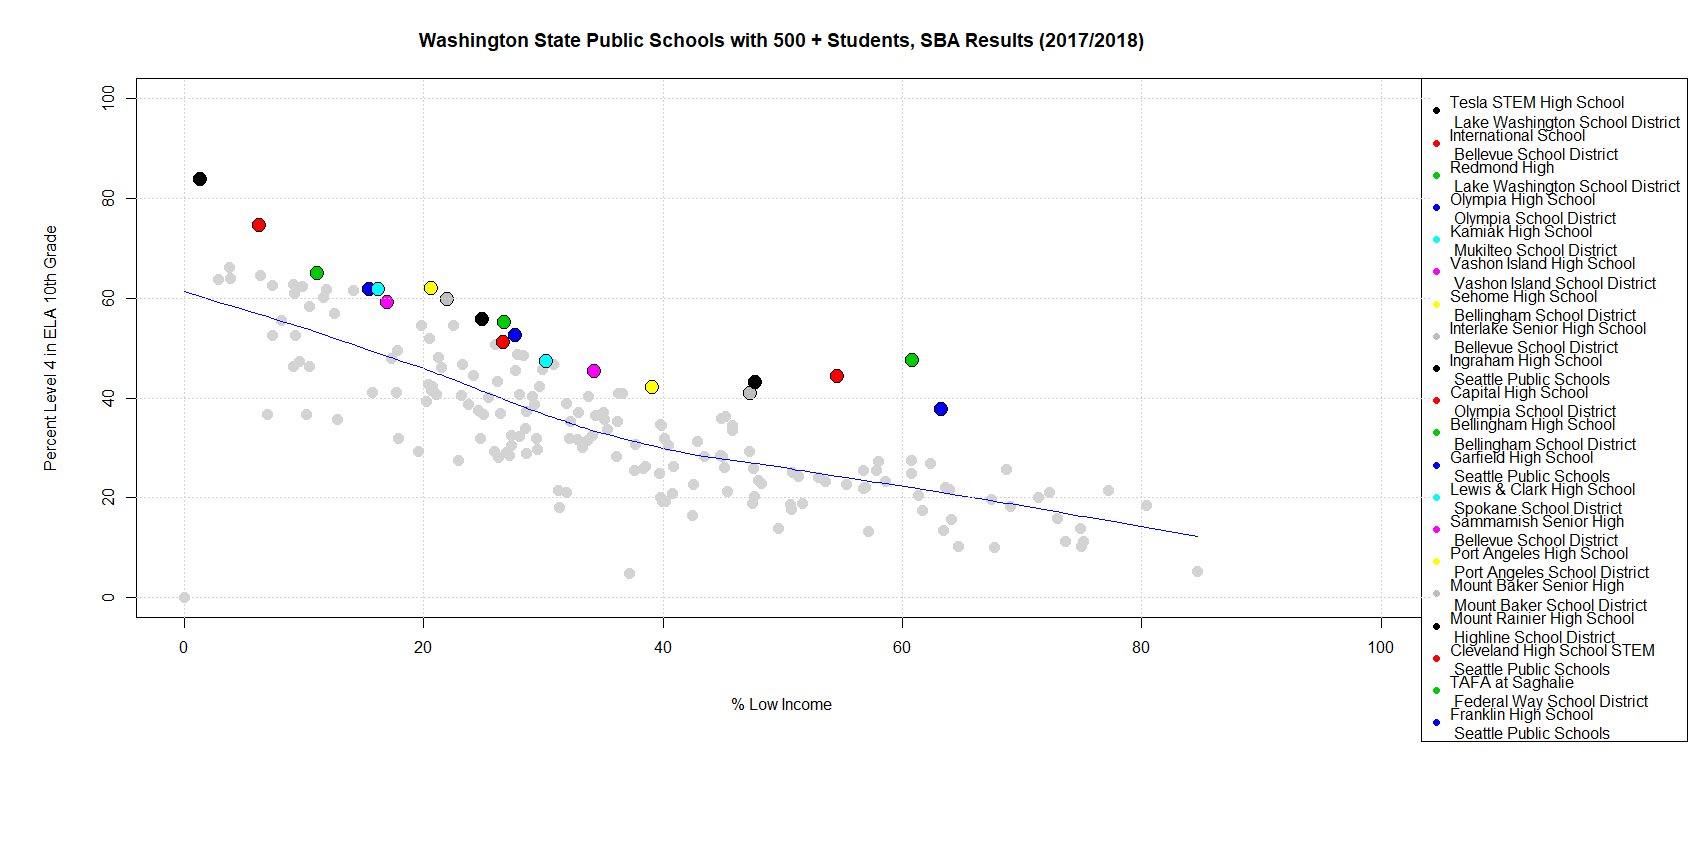 Washington State Public Schools with 500 + Students, SBA Results (2017/2018)
Percent Level 4 in ELA 10th Grade
100
80
60
40
20
0
0
20
40
60
80
100
% Low Income
Tesla STEM High School
Lake Washington School District
International School
Bellevue School District
Redmond High
Lake Washington School District
Olympia High School
Olympia School District
Kamiak High School
Mukilteo School District
Vashon Island High School
Vashon Island School District
Sehome High School
Bellingham School District
Interlake Senior High School
Bellevue School District
Ingraham High School
Seattle Public Schools
Capital High School
Olympia School District
Bellingham High School
Bellingham School District
Garfield High School
Seattle Public Schools
Lewis & Clark High School
Spokane School District
Sammamish Senior High
Bellevue School District
Port Angeles High School
Port Angeles School District
Mount Baker Senior High
Mount Baker School District
Mount Rainier High School
Highline School District
Cleveland High School STEM
Seattle Public Schools
TAFA at Saghalie
Federal Way School District
Franklin High School
Seattle Public Schools